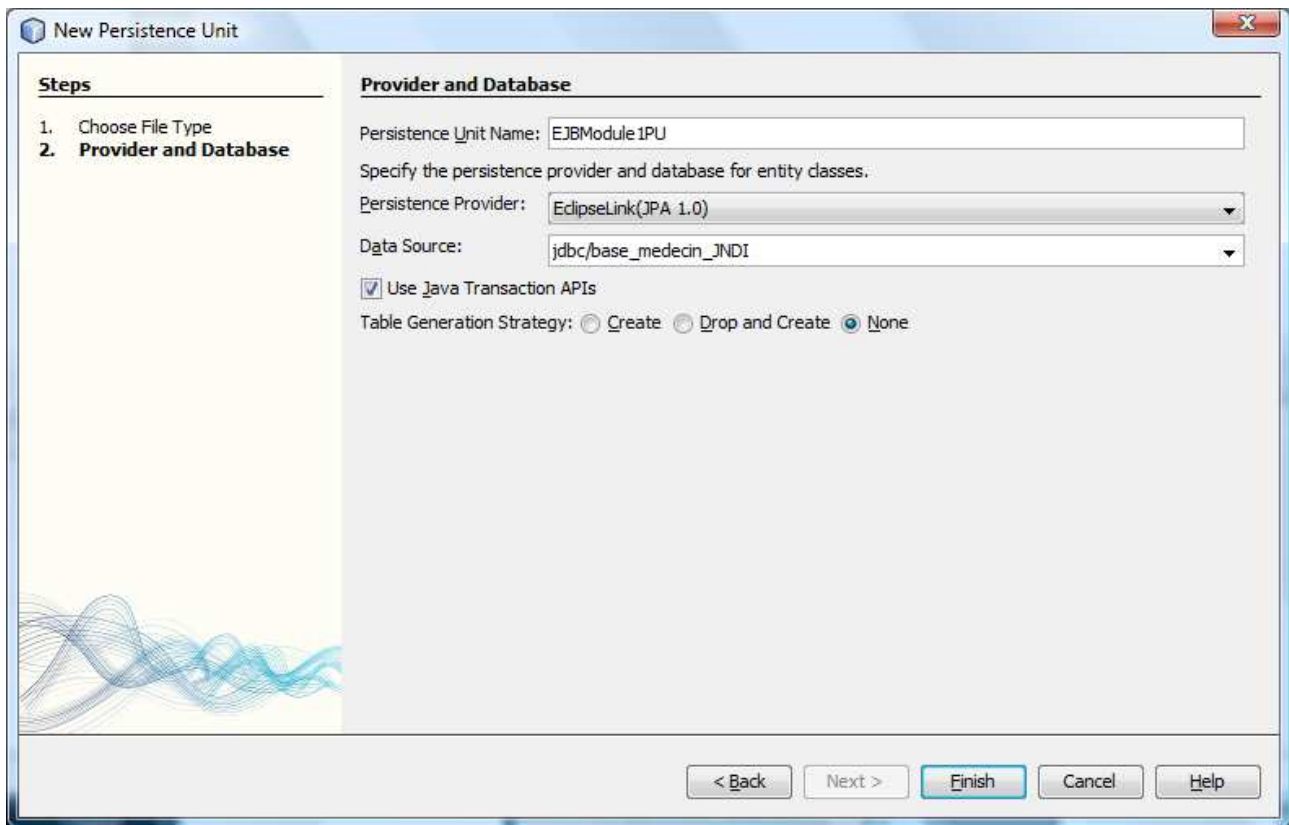 New Persistence Unit
Steps
1. Choose File Type
2. Provider and Database
Provider and Database
Persistence Unit Name: EJBModule1PU
Specify the persistence provider and database for entity classes.
Persistence Provider: EclipseLink(JPA 1.0)
Data Source: jdbc/base_medecin_JNDI
Use Java Transaction APIs
Table Generation Strategy: Create Drop and Create None
< Back Next > Finish Cancel Help